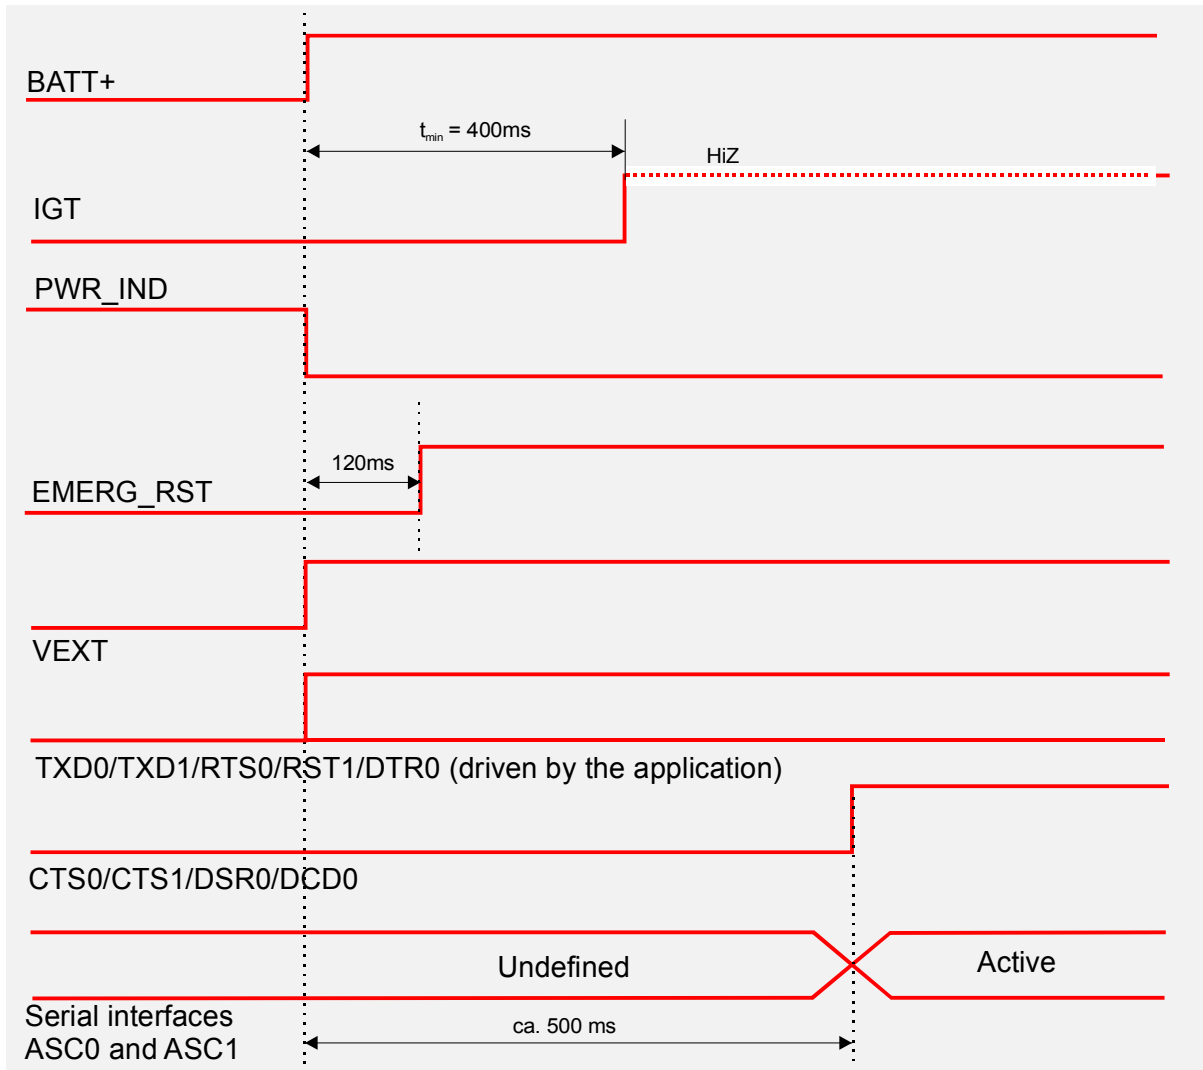 BATT+
tmin = 400ms
HiZ
IGT
PWR_IND
120ms
EMERG_RST
VEXT
TXD0/TXD1/RTS0/RST1/DTR0 (driven by the application)
CTS0/CTS1/DSR0/DCD0
Undefined
Active
Serial interfaces
ASC0 and ASC1
ca. 500 ms